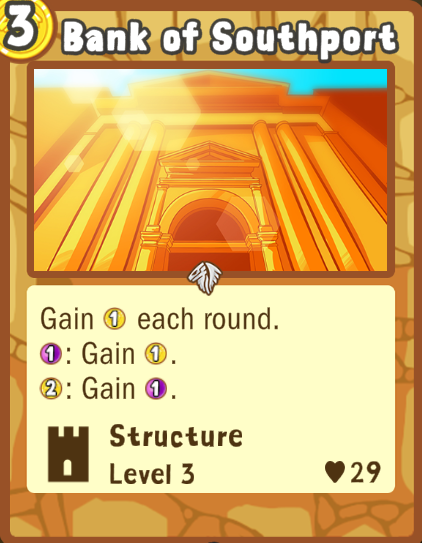 3 Bank of Southport
Gain 1 each round.
1: Gain 1.
2: Gain 1.
Structure
Level 3
29